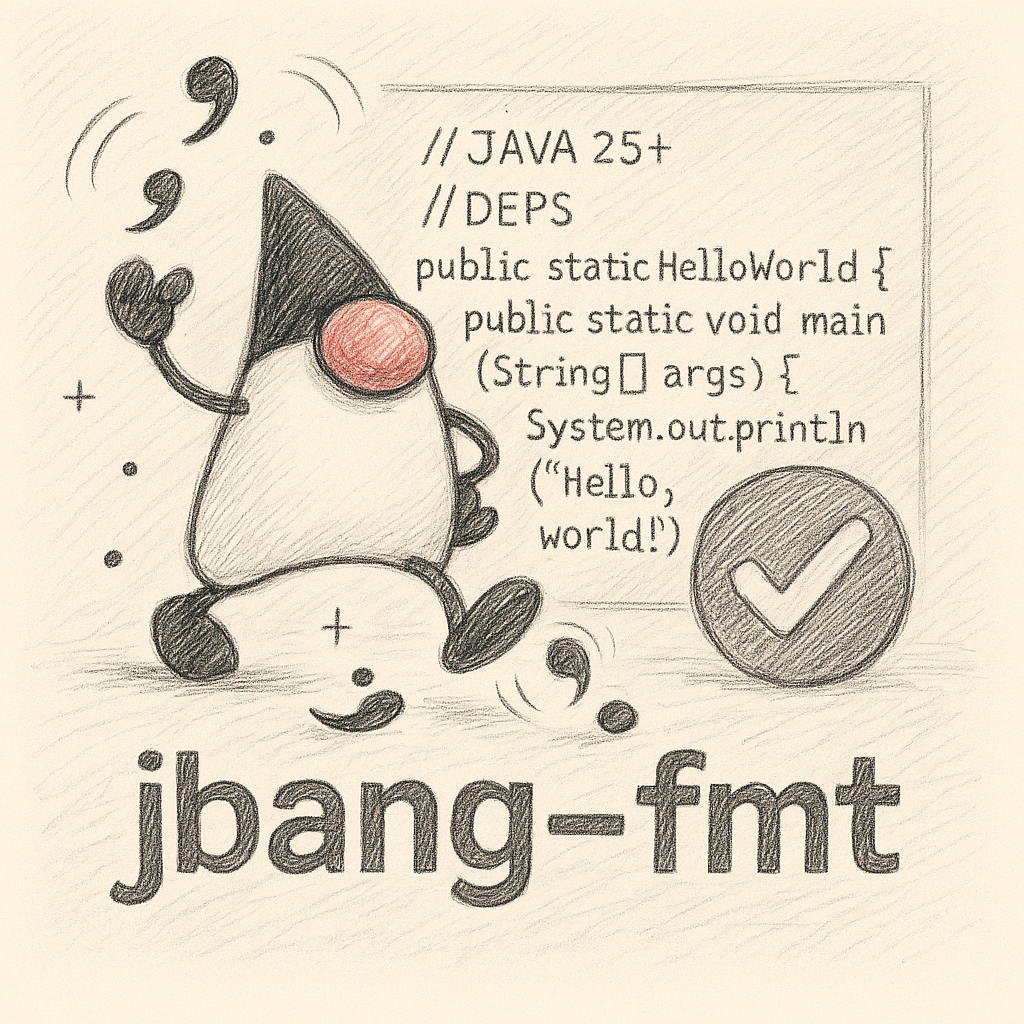 //JAVA 25+
//DEPS
public static HelloWorld {
public static void main
(String[] args) {
System.out.println
("Hello,
world!')
jbang-fmt